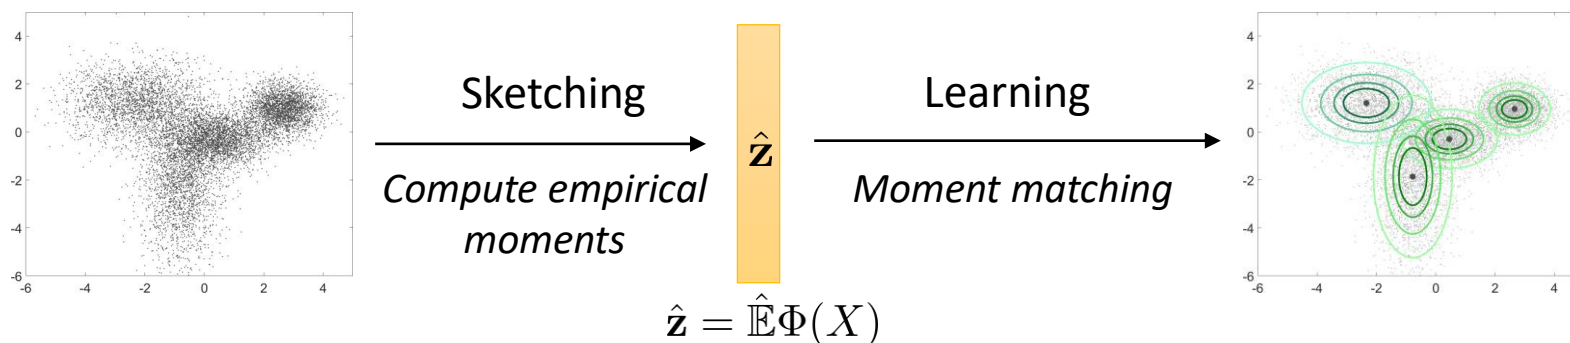 4
2
0
-2
-4
-6
-6 -4 -2 0 2 4
Sketching
Compute empirical
moments
ẑ
ẑ = 𝔼̂Φ(X)
Learning
Moment matching
4
2
0
-2
-4
-6
-6 -4 -2 0 2 4